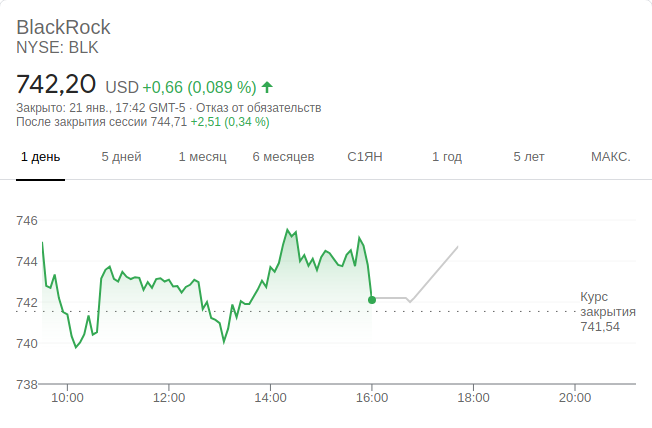 BlackRock
NYSE: BLK
742,20 USD +0,66 (0,089 %)
Закрыто: 21 янв., 17:42 GMT-5 · Отказ от обязательств
После закрытия сессии 744,71 +2,51 (0,34 %)
1 день 5 дней 1 месяц 6 месяцев С1ЯН 1 год 5 лет МАКС.
746
744
742
740
738
Курс
закрытия
741,54
10:00 12:00 14:00 16:00 18:00 20:00